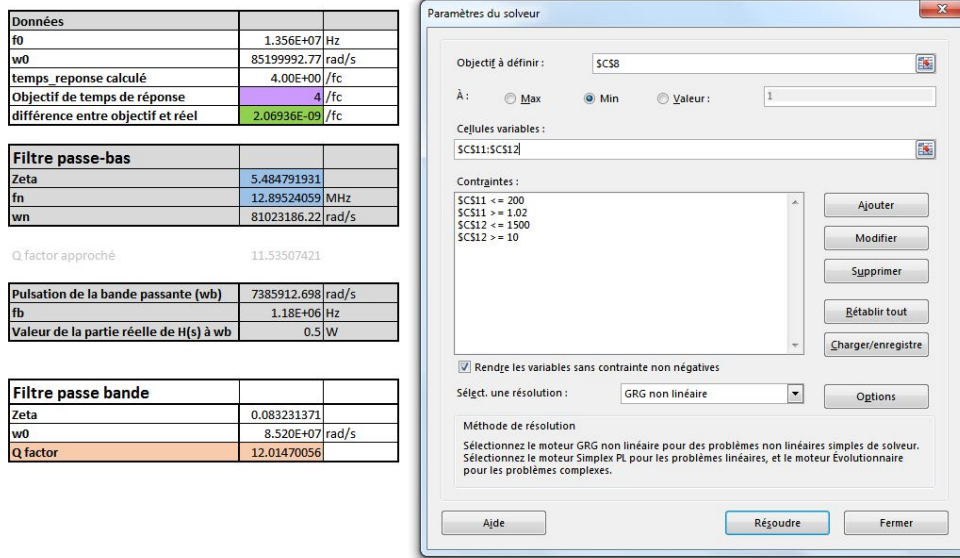 Données
f0 1.356E+07 Hz
w0 85199992.77 rad/s
temps_reponse calculé 4.00E+00 /fc
Objectif de temps de réponse 4 /fc
différence entre objectif et réel 2.06936E-09 /fc
Filtre passe-bas
Zeta 5.484791931
fn 12.89524059 MHz
wn 81023186.22 rad/s
Q factor approché 11.53507421
Pulsation de la bande passante (wb) 7385912.698 rad/s
fb 1.18E+06 Hz
Valeur de la partie réelle de H(s) à wb 0.5 W
Filtre passe bande
Zeta 0.083231371
w0 8.520E+07 rad/s
Q factor 12.01470056
Paramètres du solveur
Objectif à définir : $C$8
À : Max Min Valeur : 1
Cellules variables :
$C$11:$C$12
Contraintes :
$C$11 <= 200
$C$11 >= 1.02
$C$12 <= 1500
$C$12 >= 10
Ajouter
Modifier
Supprimer
Rétablir tout
Charger/enregistre
Rendre les variables sans contrainte non négatives
Sélect. une résolution : GRG non linéaire
Options
Méthode de résolution
Sélectionnez le moteur GRG non linéaire pour des problèmes non linéaires simples de solveur.
Sélectionnez le moteur Simplex PL pour les problèmes linéaires, et le moteur Évolutionnaire
pour les problèmes complexes.
Aide
Résoudre
Fermer